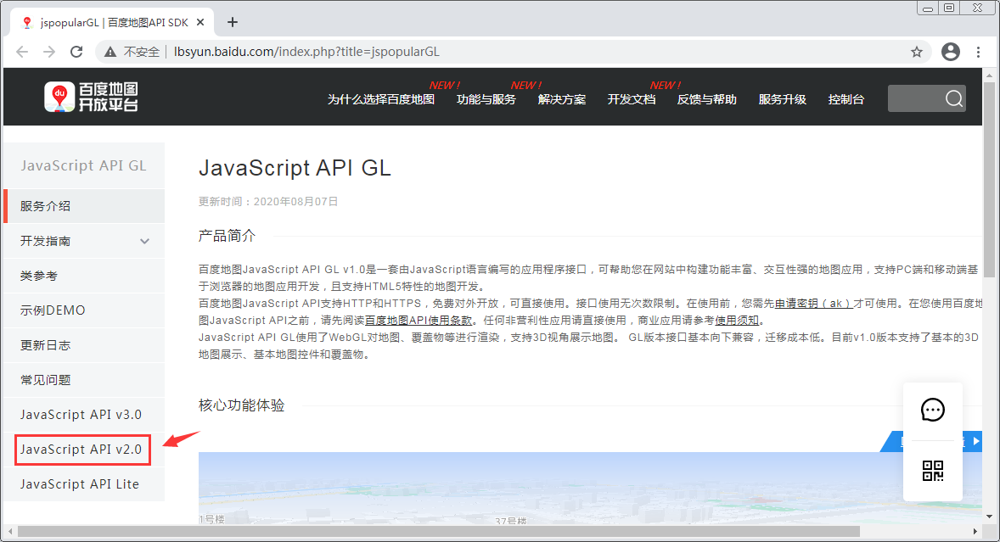 jspopularGL | 百度地图API SDK
不安全 | lbsyun.baidu.com/index.php?title=jspopularGL
du 百度地图
开放平台
NEW !
NEW !
NEW !
为什么选择百度地图 功能与服务 解决方案 开发文档 反馈与帮助 服务升级 控制台
JavaScript API GL
服务介绍
开发指南
类参考
示例DEMO
更新日志
常见问题
JavaScript API v3.0
JavaScript API v2.0
JavaScript API Lite
JavaScript API GL
更新时间：2020年08月07日
产品简介
百度地图JavaScript API GL v1.0是一套由JavaScript语言编写的应用程序接口，可帮助您在网站中构建功能丰富、交互性强的地图应用，支持PC端和移动端基
于浏览器的地图应用开发，且支持HTML5特性的地图开发。
百度地图JavaScript API支持HTTP和HTTPS，免费对外开放，可直接使用。接口使用无次数限制。在使用前，您需先申请密钥（ak）才可使用。在您使用百度地
图JavaScript API之前，请先阅读百度地图API使用条款。任何非营利性应用请直接使用，商业应用请参考使用须知。
JavaScript API GL使用了WebGL对地图、覆盖物等进行渲染，支持3D视角展示地图。 GL版本接口基本向下兼容，迁移成本低。目前v1.0版本支持了基本的3D
地图展示、基本地图控件和覆盖物。
核心功能体验
1号楼
37号楼